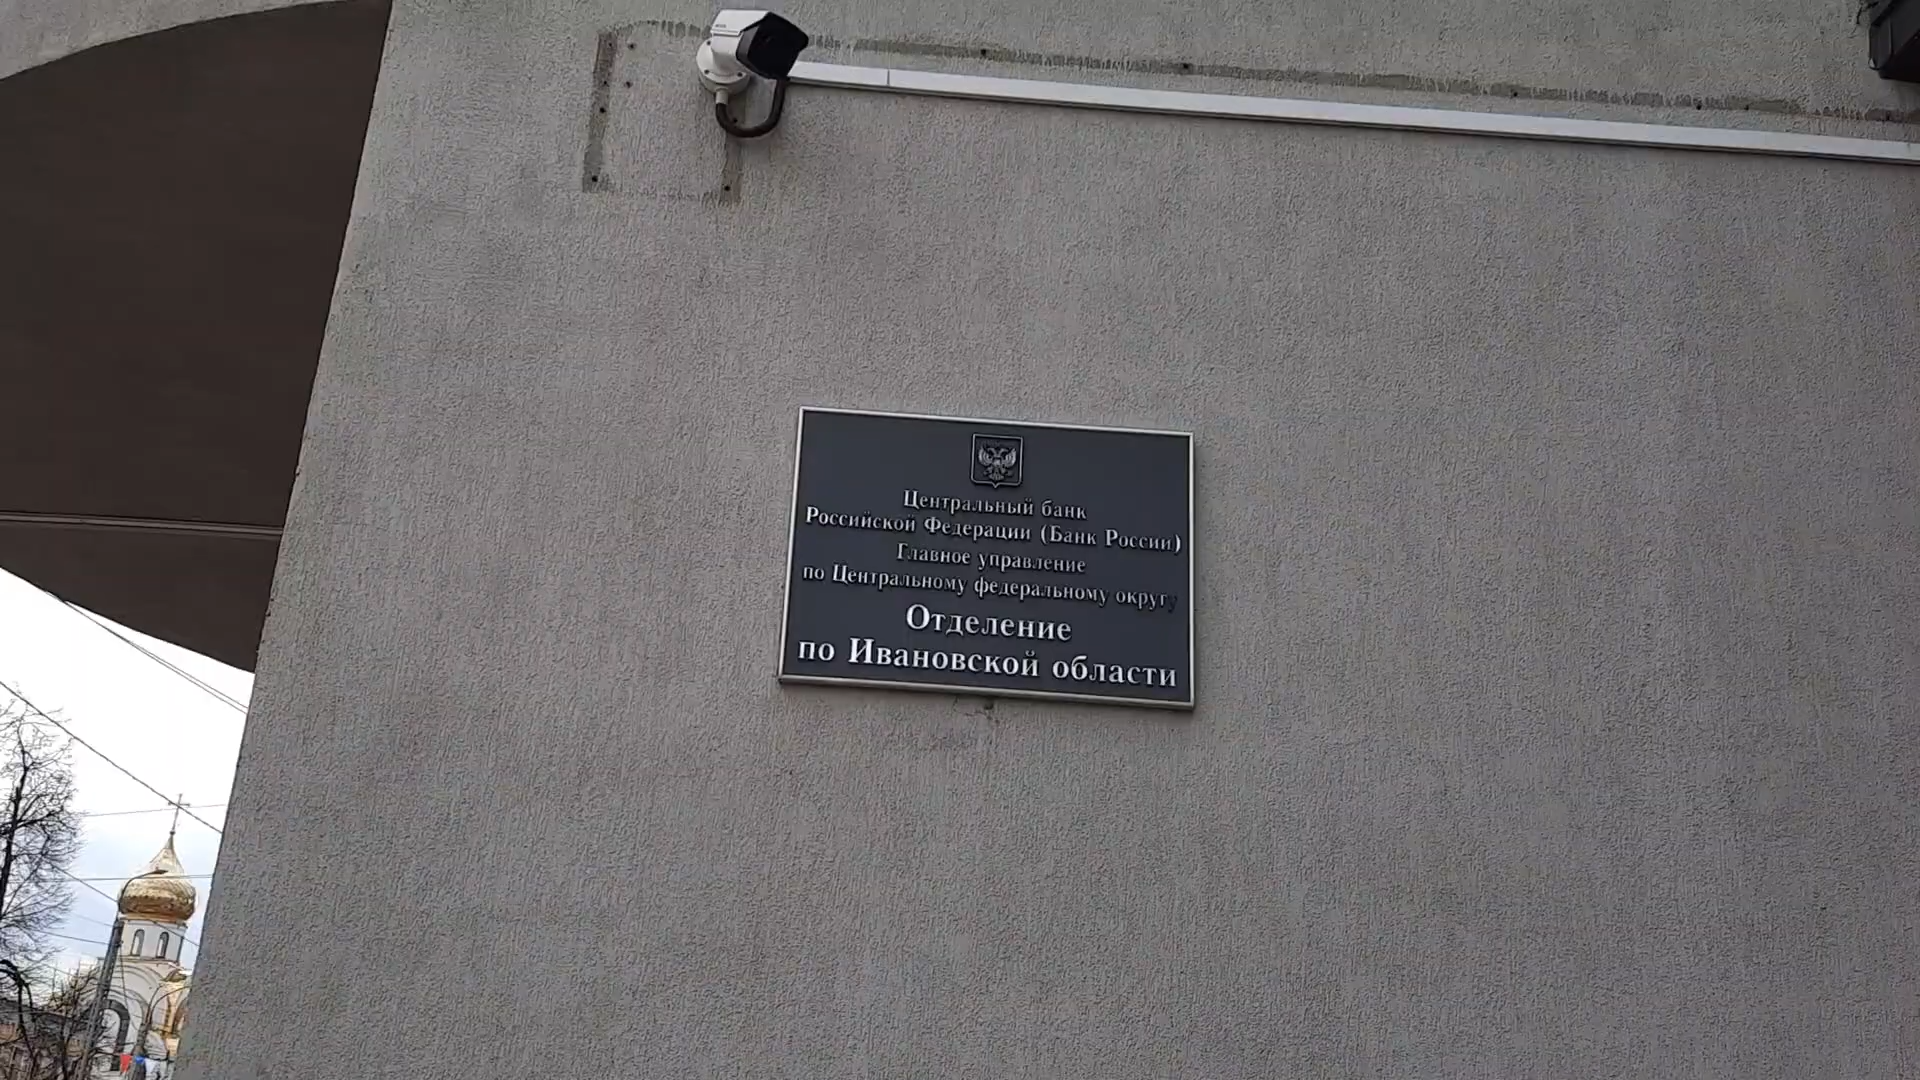 Центральный банк
Российской Федерации (Банк России)
Главное управление
по Центральному федеральному округу
Отделение
по Ивановской области